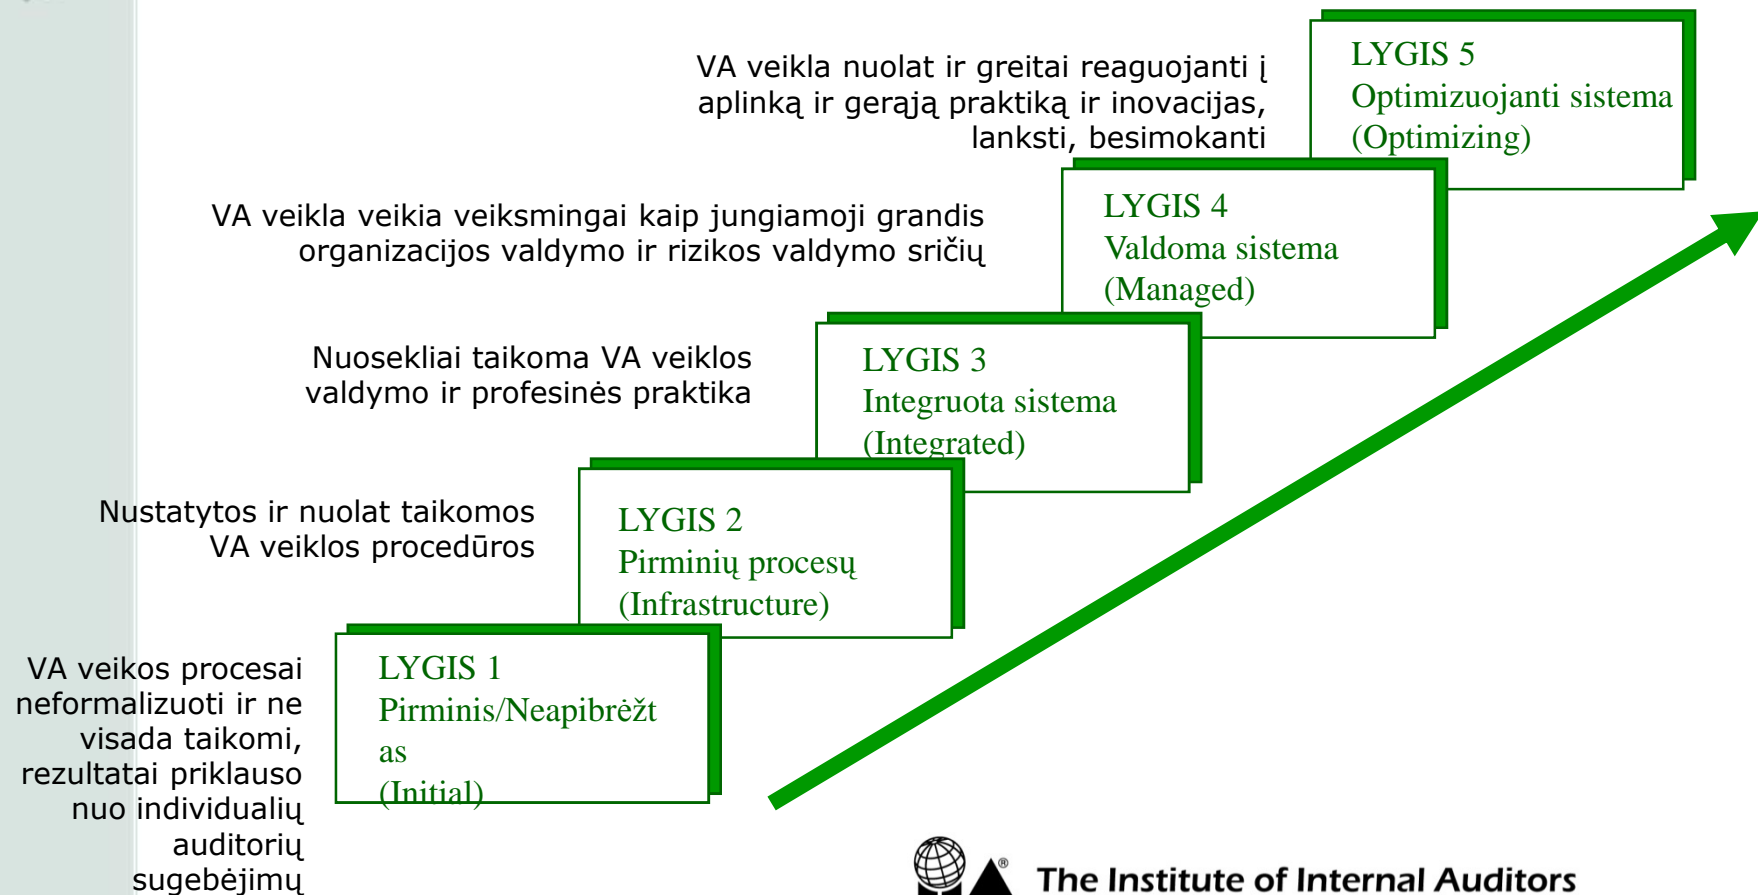 VA veikla nuolat ir greitai reaguojanti į
aplinką ir gerąją praktiką ir inovacijas,
lanksti, besimokanti
LYGIS 5
Optimizuojanti sistema
(Optimizing)
VA veikla veikia veiksmingai kaip jungiamoji grandis
organizacijos valdymo ir rizikos valdymo sričių
LYGIS 4
Valdoma sistema
(Managed)
Nuosekliai taikoma VA veiklos
valdymo ir profesinės praktika
LYGIS 3
Integruota sistema
(Integrated)
Nustatytos ir nuolat taikomos
VA veiklos procedūros
LYGIS 2
Pirminių procesų
(Infrastructure)
VA veikos procesai
neformalizuoti ir ne
visada taikomi,
rezultatai priklauso
nuo individualių
auditorių
sugebėjimų
LYGIS 1
Pirminis/Neapibrėžt
as
(Initial)
®
The Institute of Internal Auditors